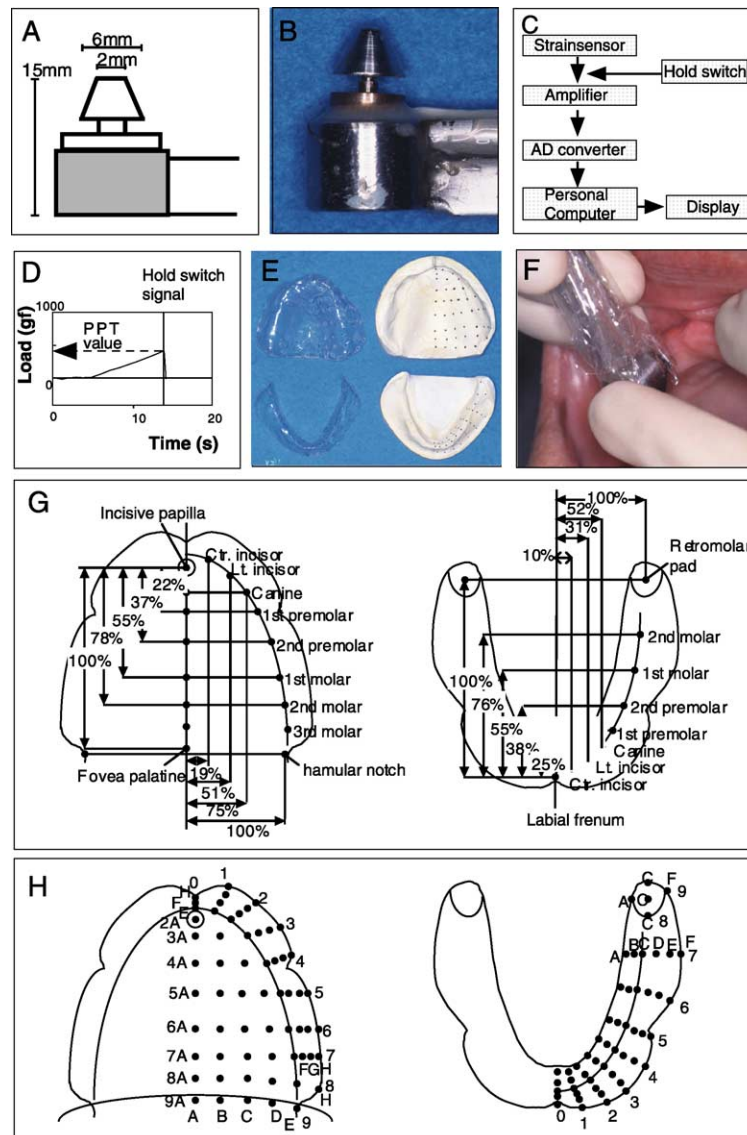 A
6mm
2mm
15mm
B
C
Strainsensor
Hold switch
Amplifier
AD converter
Personal
Computer
Display
D
Hold switch
signal
1000
PPT
value
Load (gf)
0
0
10
20
Time (s)
E
F
G
Incisive papilla
Ctr. incisor
Lt. incisor
22%
Canine
37%
1st premolar
55%
2nd premolar
78%
100%
1st molar
2nd molar
3rd molar
Fovea palatine
hamular notch
19%
51%
75%
100%
100%
52%
31%
10%
Retromolar
pad
2nd molar
100%
1st molar
76%
2nd premolar
55%
1st premolar
38%
Canine
25%
Lt. incisor
Ctr. incisor
Labial frenum
H
0
1
H
F
E
2
2A
3A
3
4A
4
5A
5
6A
6
7A
7
F G H
8A
8
9A
H
A
B
C
D
E
9
C
F
A
C
9
C
8
A
B
C
D
E
F
7
6
5
4
3
0
1
2